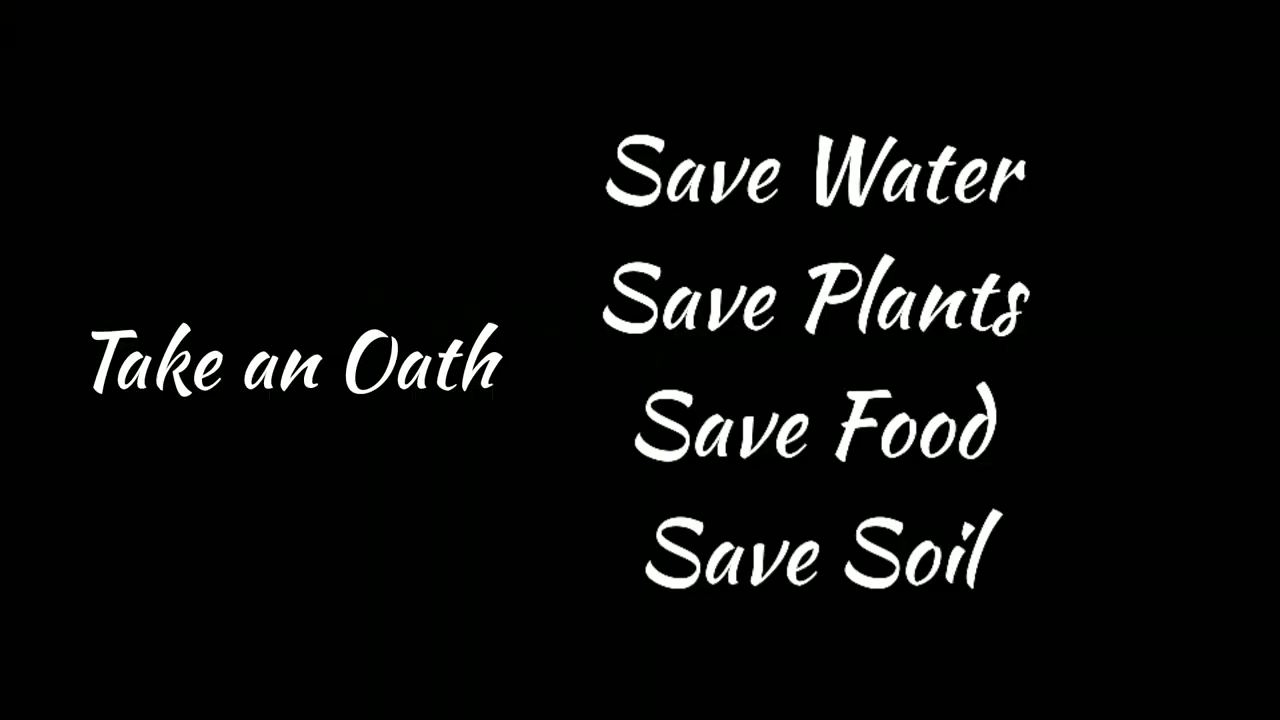 Take an Oath
Save Water
Save Plants
Save Food
Save Soil